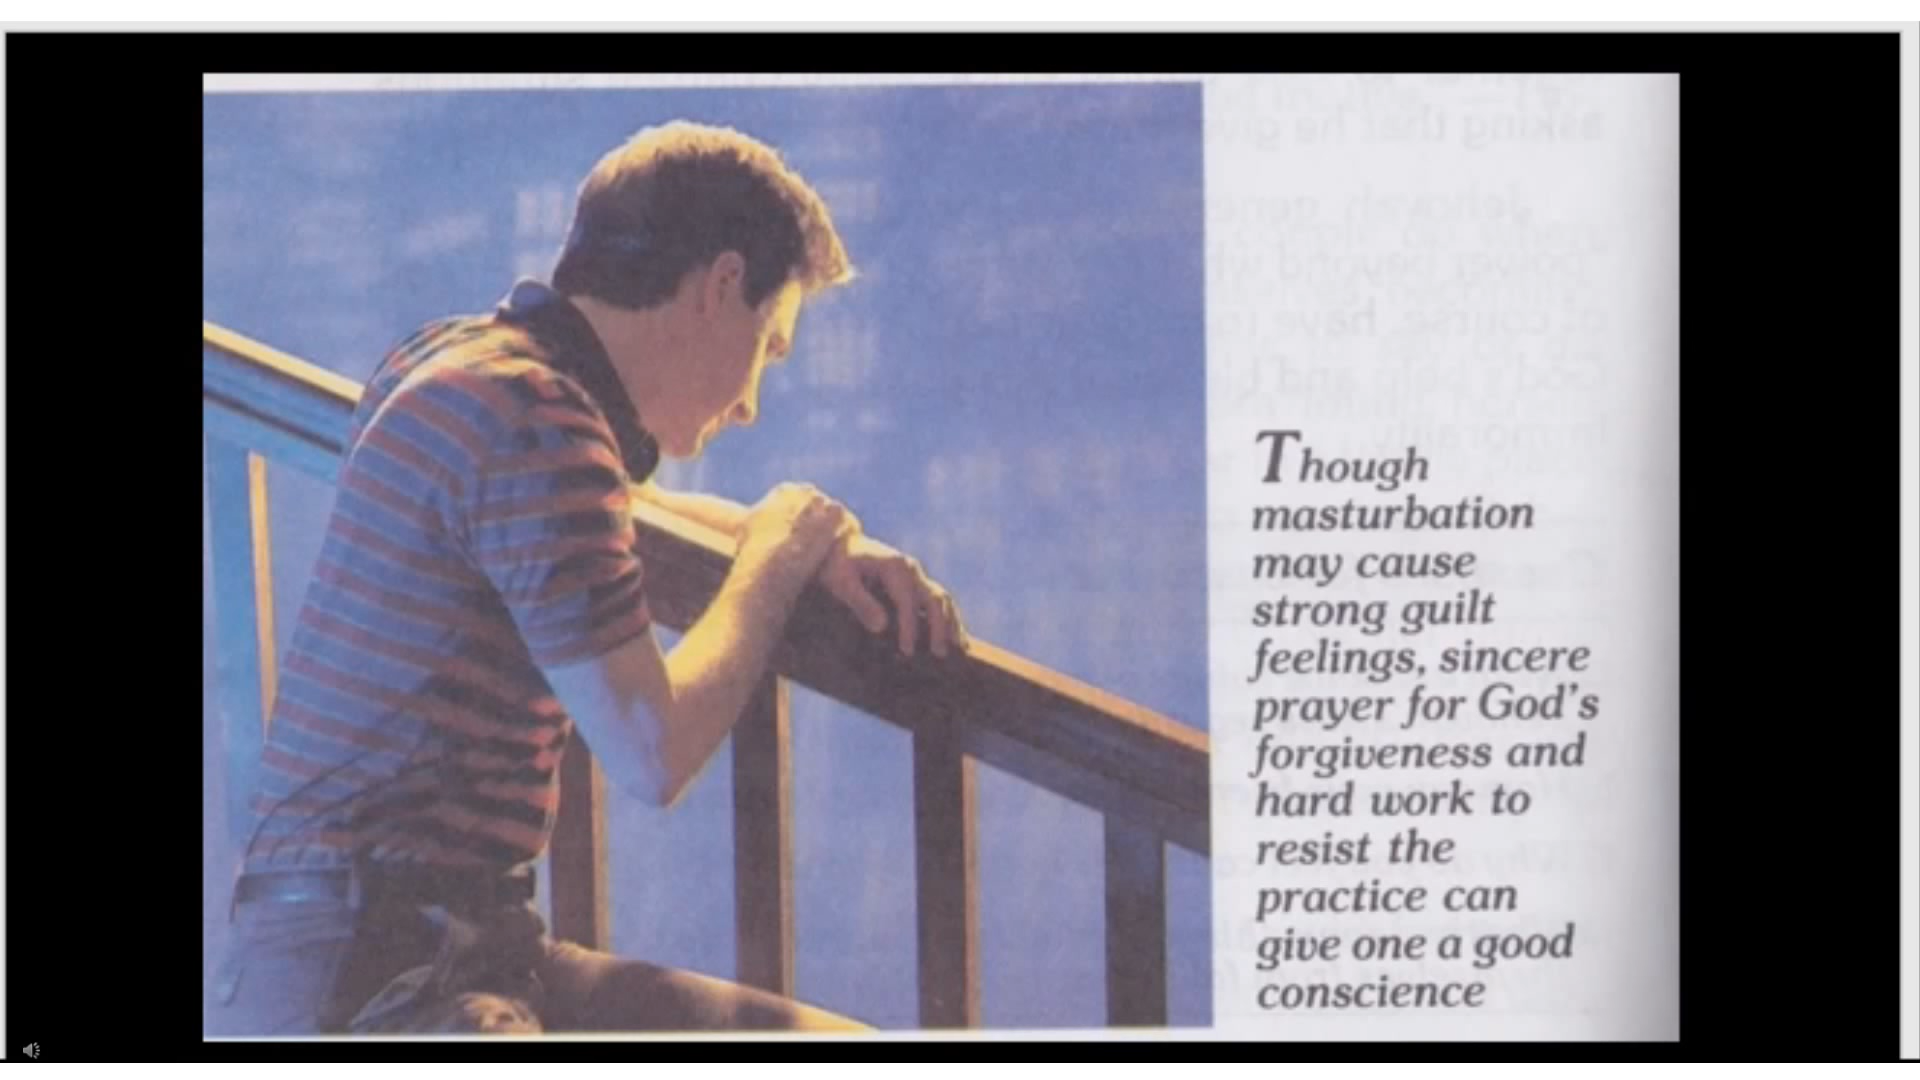 Though
masturbation
may cause
strong guilt
feelings, sincere
prayer for God's
forgiveness and
hard work to
resist the
practice can
give one a good
conscience